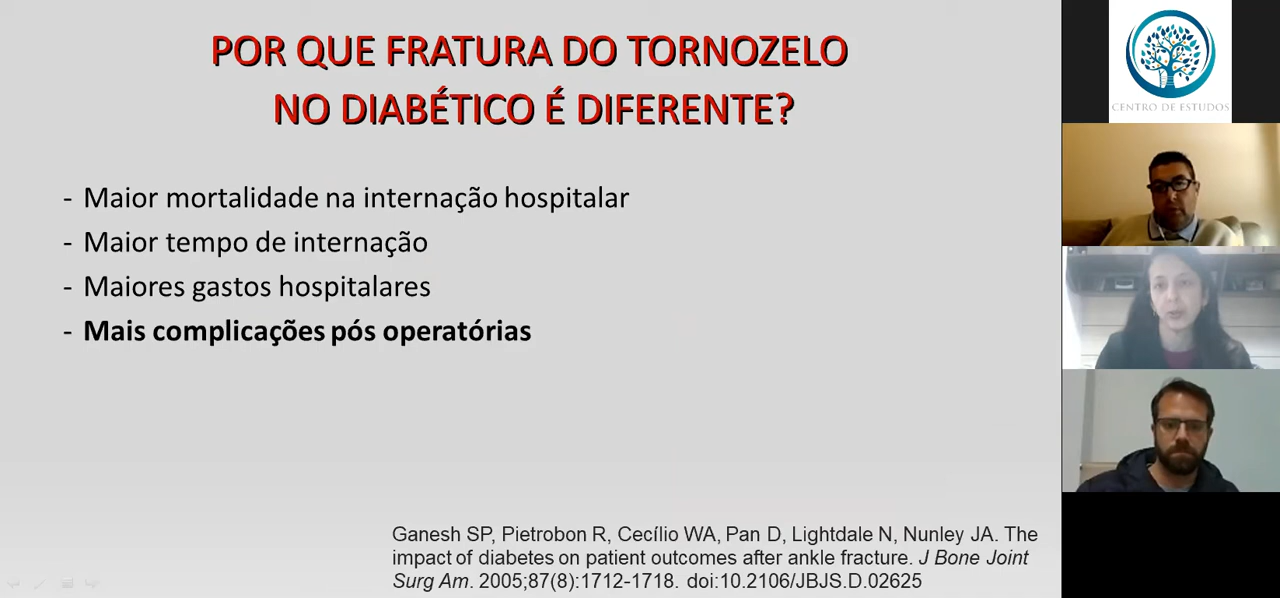 POR QUE FRATURA DO TORNOZELO
NO DIABÉTICO É DIFERENTE?
- Maior mortalidade na internação hospitalar
- Maior tempo de internação
- Maiores gastos hospitalares
- Mais complicações pós operatórias
Ganesh SP, Pietrobon R, Cecílio WA, Pan D, Lightdale N, Nunley JA. The
impact of diabetes on patient outcomes after ankle fracture. J Bone Joint
Surg Am. 2005;87(8):1712-1718. doi:10.2106/JBJS.D.02625
CENTRO DE ESTUDOS